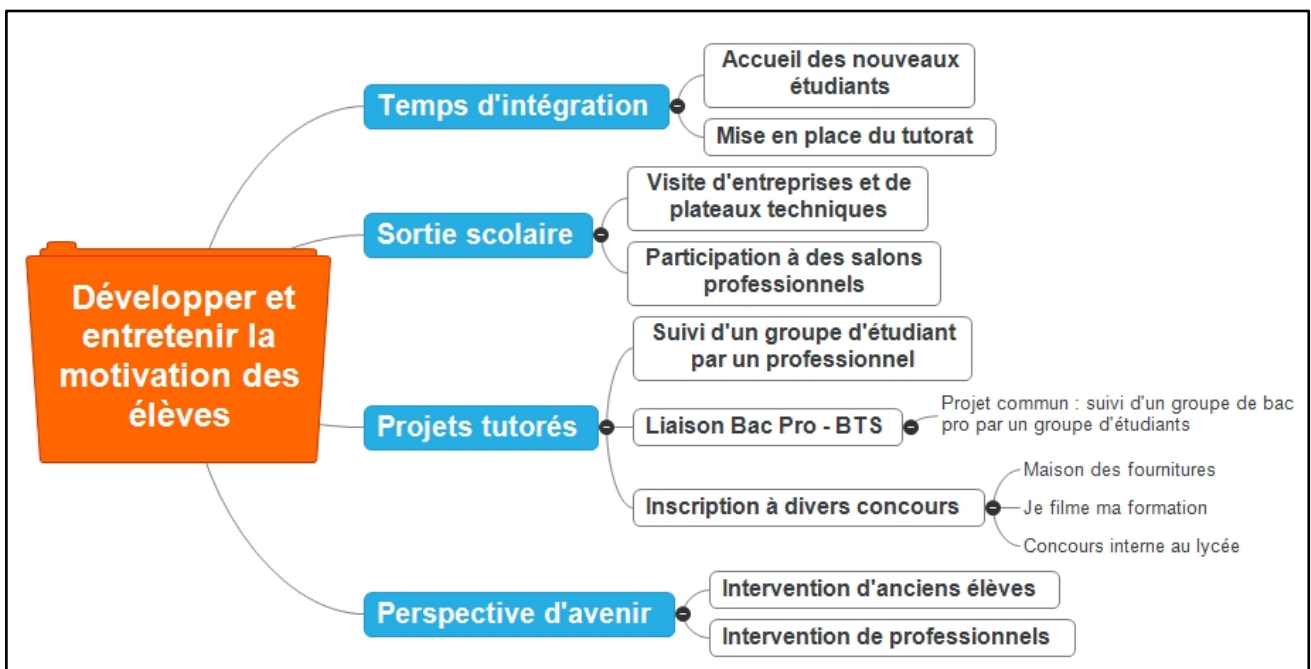 Développer et
entretenir la
motivation des
élèves
Temps d'intégration
Accueil des nouveaux
étudiants
Mise en place du tutorat
Sortie scolaire
Visite d'entreprises et de
plateaux techniques
Participation à des salons
professionnels
Projets tutorés
Suivi d'un groupe d'étudiant
par un professionnel
Liaison Bac Pro - BTS
Projet commun : suivi d'un groupe de bac
pro par un groupe d'étudiants
Inscription à divers concours
Maison des fournitures
Je filme ma formation
Concours interne au lycée
Perspective d'avenir
Intervention d'anciens élèves
Intervention de professionnels